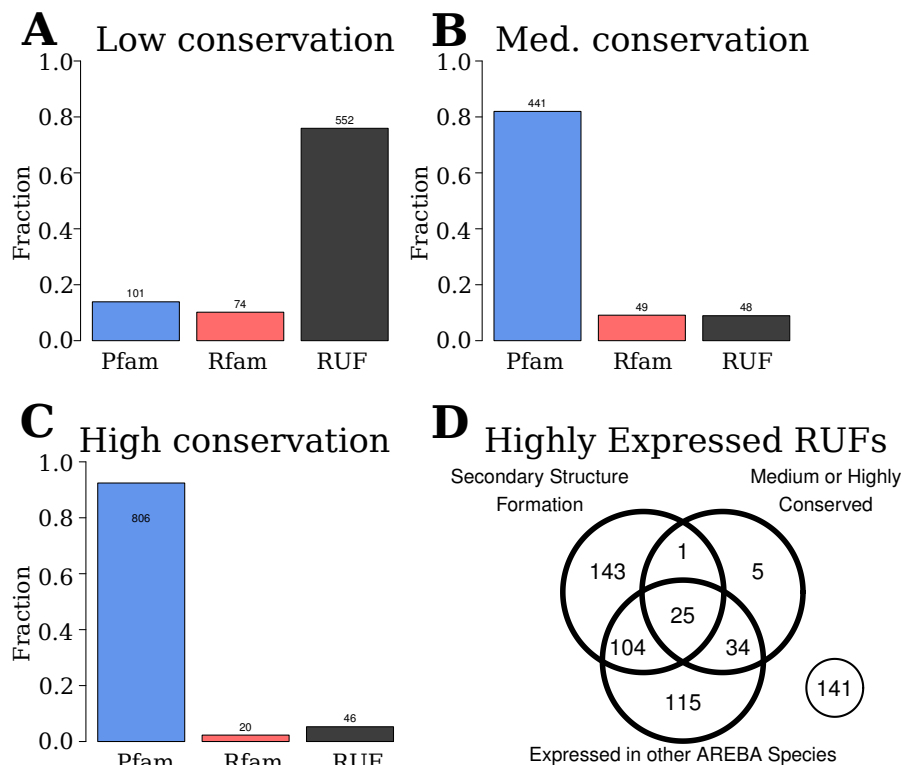 A
Low conservation
1.0
0.8
0.6
0.4
0.2
0.0
Fraction
101
74
552
Pfam
Rfam
RUF
B
Med. conservation
1.0
0.8
0.6
0.4
0.2
0.0
Fraction
441
49
48
Pfam
Rfam
RUF
C
High conservation
1.0
0.8
0.6
0.4
0.2
0.0
Fraction
806
20
46
Pfam
Rfam
RUF
D
Highly Expressed RUFs
Secondary Structure
Formation
Medium or Highly
Conserved
1
143
5
25
104
34
115
141
Expressed in other AREBA Species